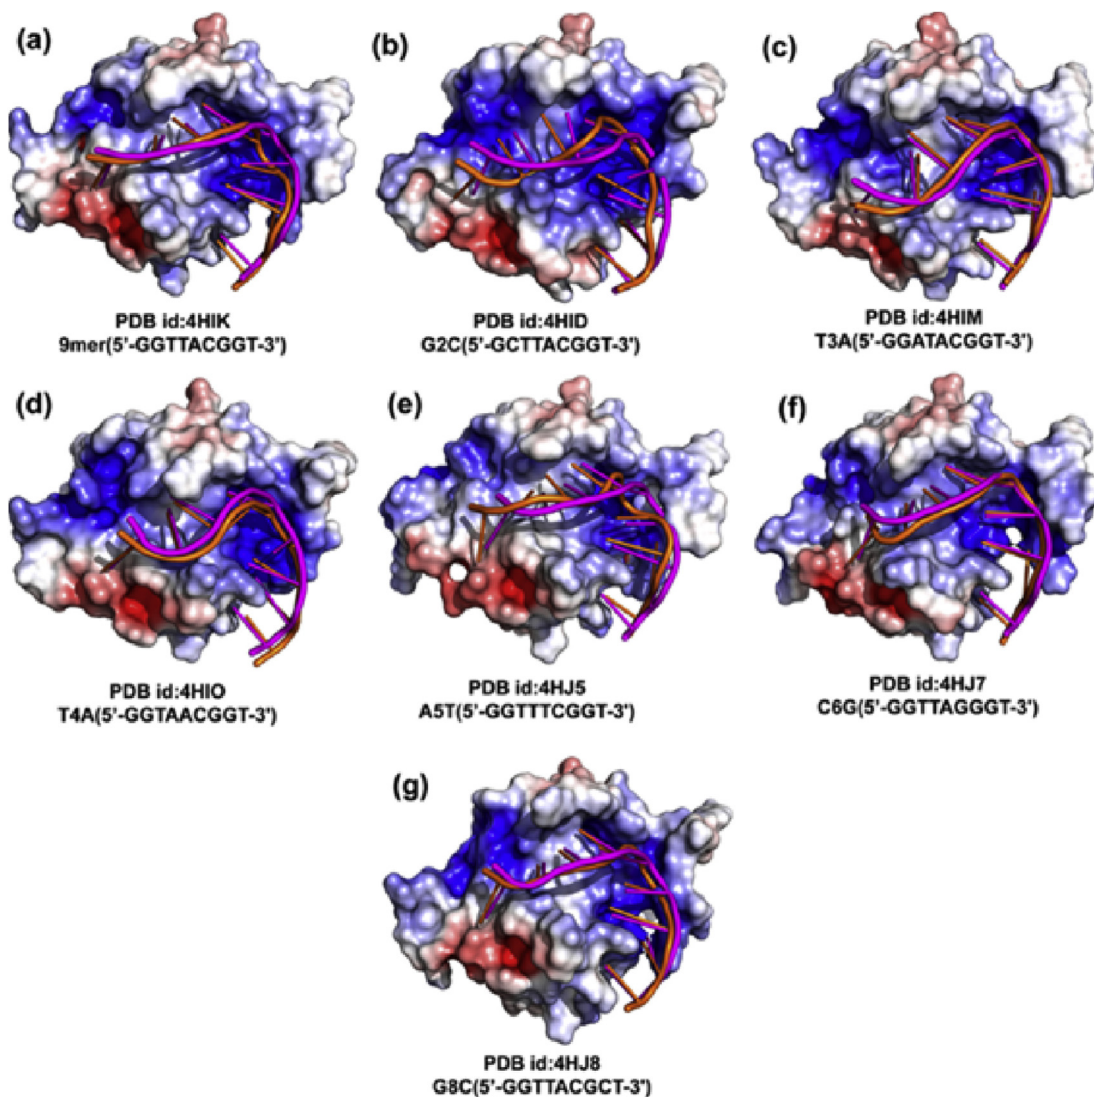 (a)
(b)
(c)
PDB id:4HIK
9mer(5'-GGTTACGGT-3')
PDB id:4HID
G2C(5'-GCTTACGGT-3')
PDB id:4HIM
T3A(5'-GGATACGGT-3')
(d)
(e)
(f)
PDB id:4HIO
T4A(5'-GGTAACGGT-3')
PDB id:4HJ5
A5T(5'-GGTTTCGGT-3')
PDB id:4HJ7
C6G(5'-GGTTAGGGT-3')
(g)
PDB id:4HJ8
G8C(5'-GGTTACGCT-3')